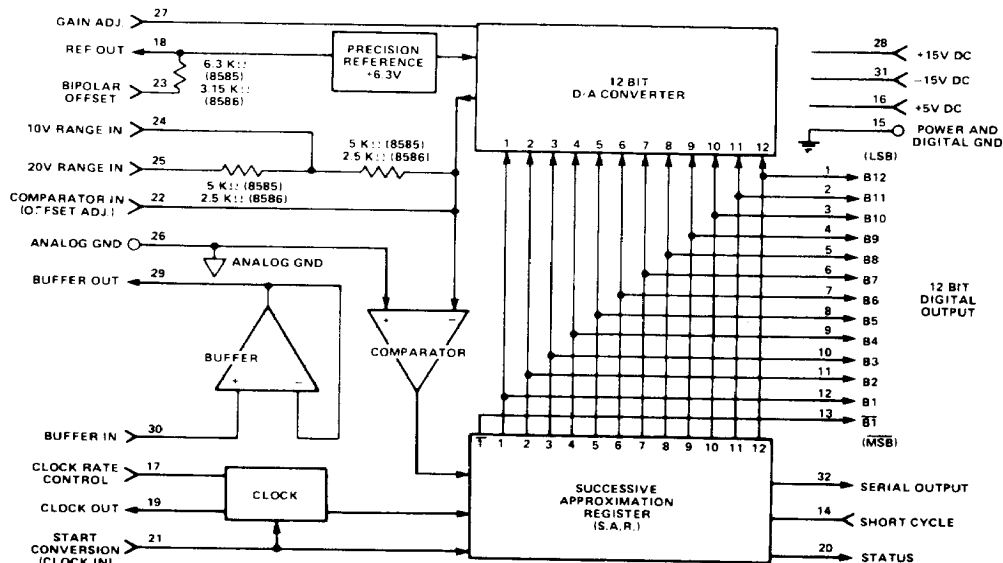 GAIN ADJ. 27
REF OUT 18
6.3 K
(8585)
3.15 K
(8586)
BIPOLAR
OFFSET
23
PRECISION
REFERENCE
+6.3V
12 BIT
D/A CONVERTER
1 2 3 4 5 6 7 8 9 10 11 12
10V RANGE IN 24
20V RANGE IN 25
5 K (8585)
2.5 K (8586)
5 K (8585)
2.5 K (8586)
COMPARATOR IN 22
(OFFSET ADJ.)
ANALOG GND 26
ANALOG GND
BUFFER OUT 29
BUFFER
+ −
+ −
COMPARATOR
BUFFER IN 30
CLOCK RATE
CONTROL
17
CLOCK OUT 19
START
CONVERSION
(CLOCK IN)
21
CLOCK
1 1 2 3 4 5 6 7 8 9 10 11 12
SUCCESSIVE
APPROXIMATION
REGISTER
(S.A.R.)
28 +15V DC
31 −15V DC
16 +5V DC
15 POWER AND
DIGITAL GND
(LSB)
1 B12
2 B11
3 B10
4 B9
5 B8
6 B7
7 B6
8 B5
9 B4
10 B3
11 B2
12 B1
13 B1
(MSB)
12 BIT
DIGITAL
OUTPUT
32 SERIAL OUTPUT
14 SHORT CYCLE
20 STATUS